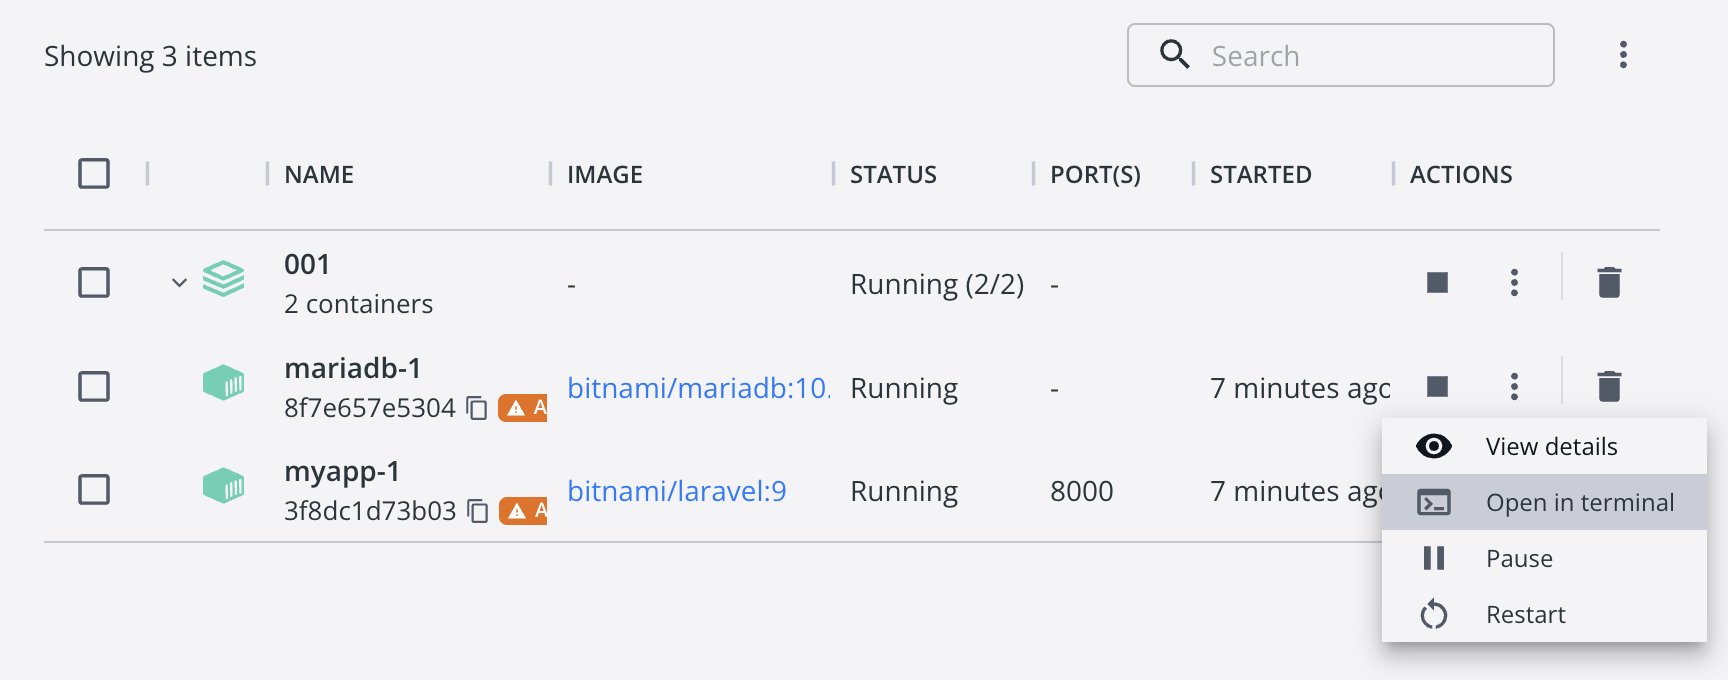 Showing 3 items
Search
NAME IMAGE STATUS PORT(S) STARTED ACTIONS
001
2 containers
- Running (2/2) -
mariadb-1
8f7e657e5304 A
bitnami/mariadb:10. Running - 7 minutes ago
myapp-1
3f8dc1d73b03 A
bitnami/laravel:9 Running 8000 7 minutes ago
View details
Open in terminal
Pause
Restart